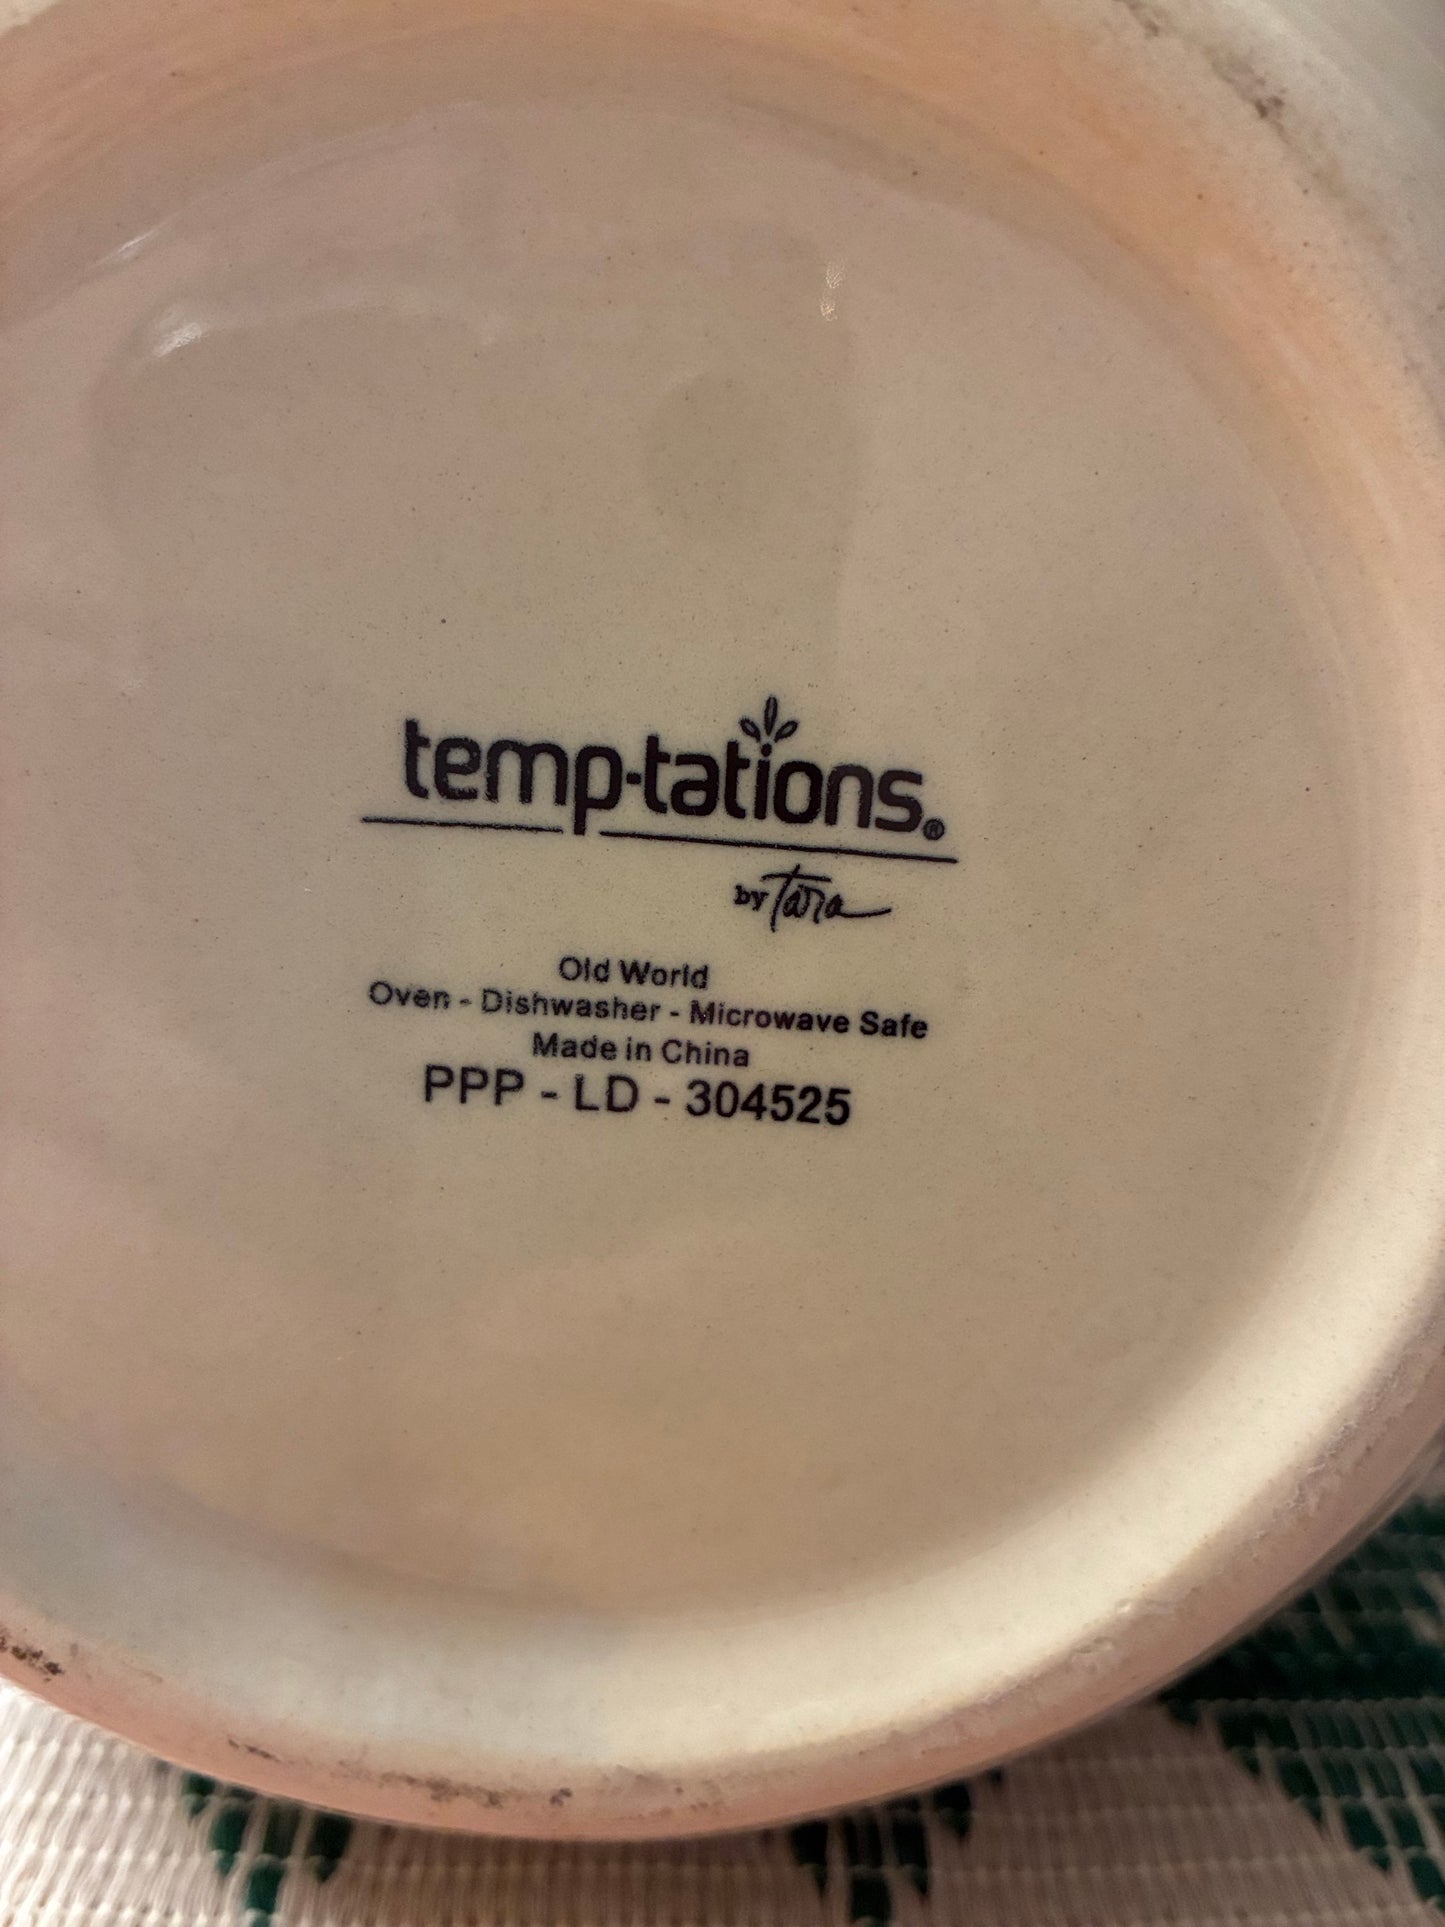 temp-tations.®
by Tara
Old World
Oven - Dishwasher - Microwave Safe
Made in China
PPP - LD - 304525